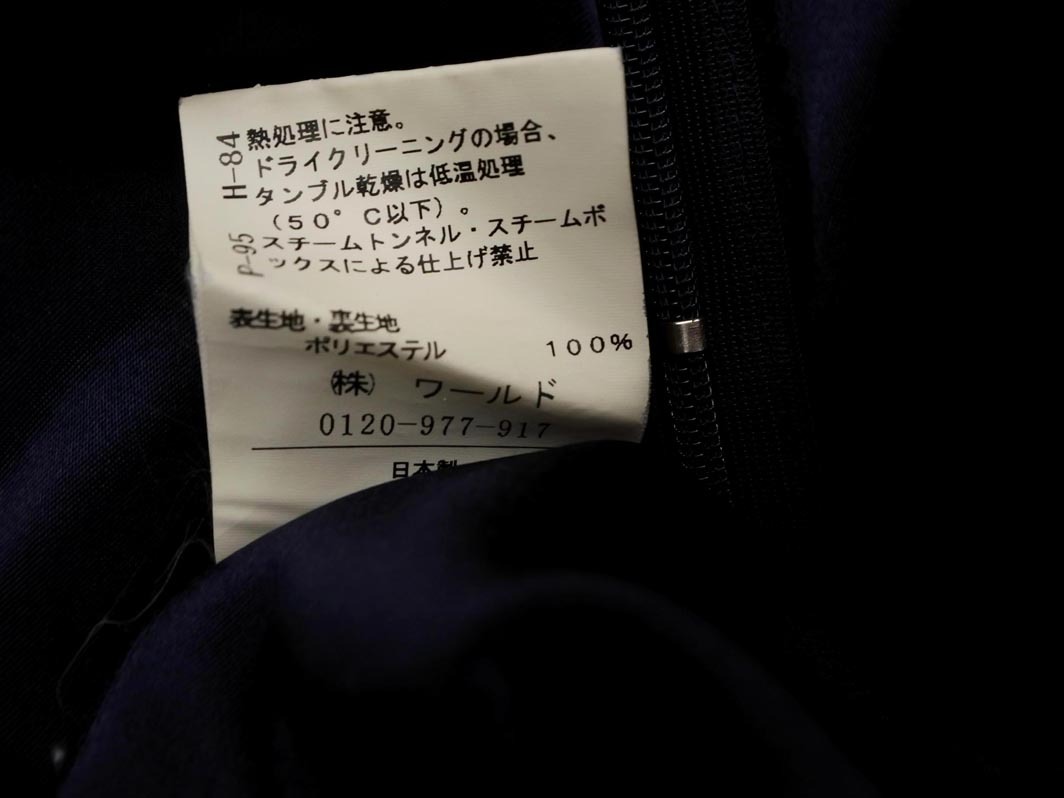 H-84
P-95
熱処理に注意。
ドライクリーニングの場合、
タンブル乾燥は低温処理
（50°C以下）。
スチームトンネル・スチームボ
ックスによる仕上げ禁止
表生地・裏生地
ポリエステル 100%
㈱ ワールド
0120-977-917
日本製